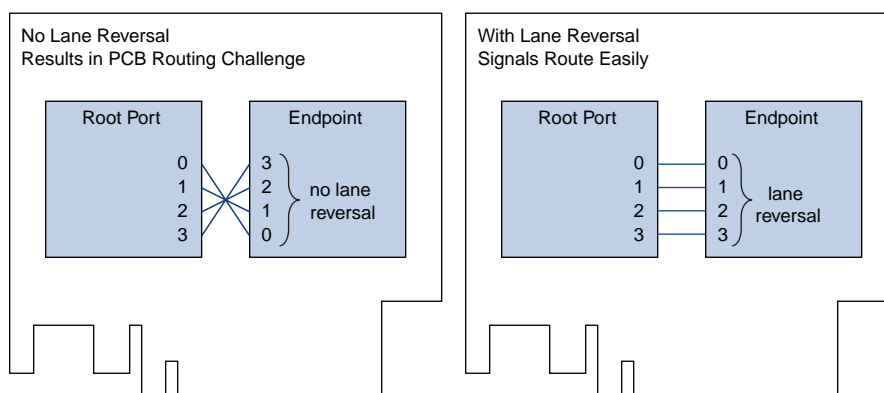 No Lane Reversal
Results in PCB Routing Challenge
Root Port
Endpoint
0
1
2
3
3
2
1
0
no lane
reversal
With Lane Reversal
Signals Route Easily
Root Port
Endpoint
0
1
2
3
0
1
2
3
lane
reversal